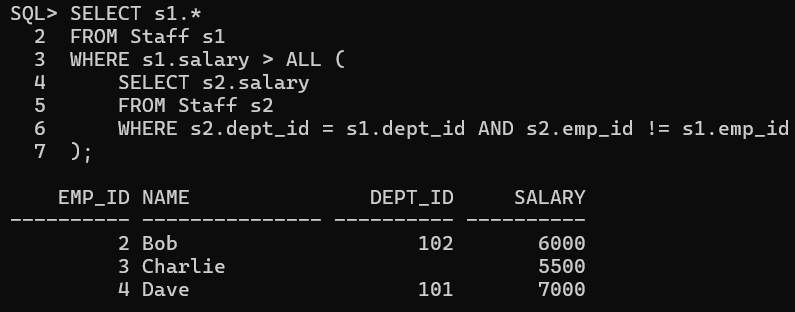 SQL> SELECT s1.*
  2  FROM Staff s1
  3  WHERE s1.salary > ALL (
  4      SELECT s2.salary
  5      FROM Staff s2
  6      WHERE s2.dept_id = s1.dept_id AND s2.emp_id != s1.emp_id
  7  );

    EMP_ID NAME               DEPT_ID     SALARY
---------- --------------- ---------- ----------
         2 Bob                    102       6000
         3 Charlie                          5500
         4 Dave                   101       7000